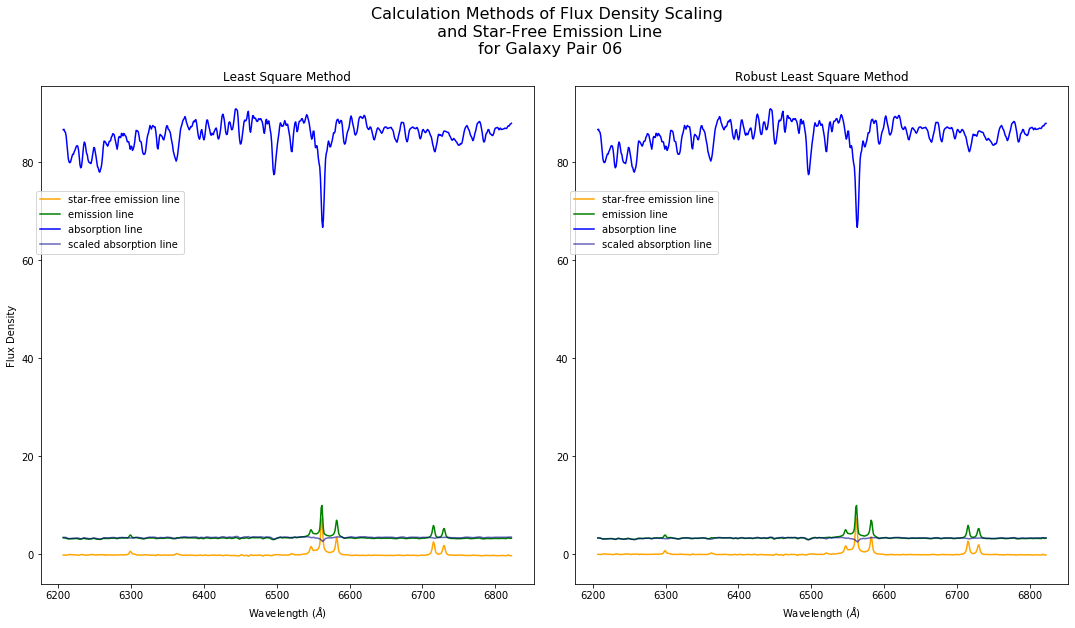 Calculation Methods of Flux Density Scaling
and Star-Free Emission Line
for Galaxy Pair 06
Least Square Method
Robust Least Square Method
star-free emission line
emission line
absorption line
scaled absorption line
star-free emission line
emission line
absorption line
scaled absorption line
Flux Density
80
60
40
20
0
80
60
40
20
0
6200 6300 6400 6500 6600 6700 6800
6200 6300 6400 6500 6600 6700 6800
Wavelength (Å)
Wavelength (Å)